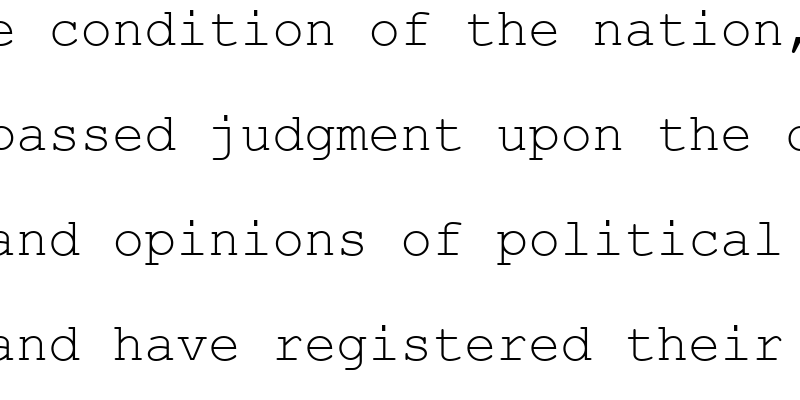 condition of the nation,
passed judgment upon the
and opinions of political
and have registered their